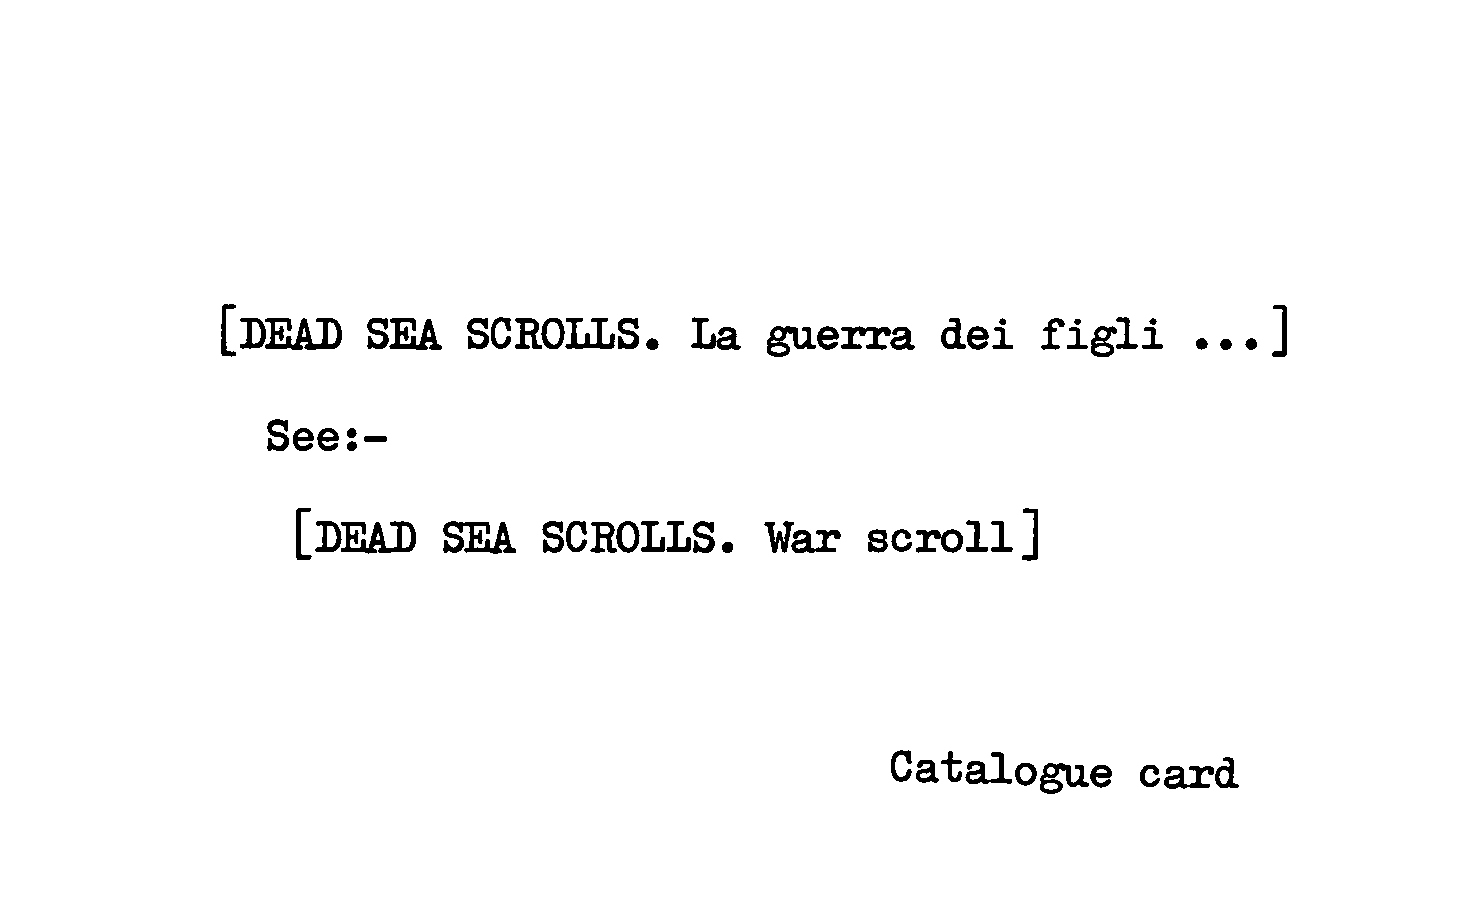 [DEAD SEA SCROLLS. La guerra dei figli ...]
See:-
[DEAD SEA SCROLLS. War scroll]
Catalogue card